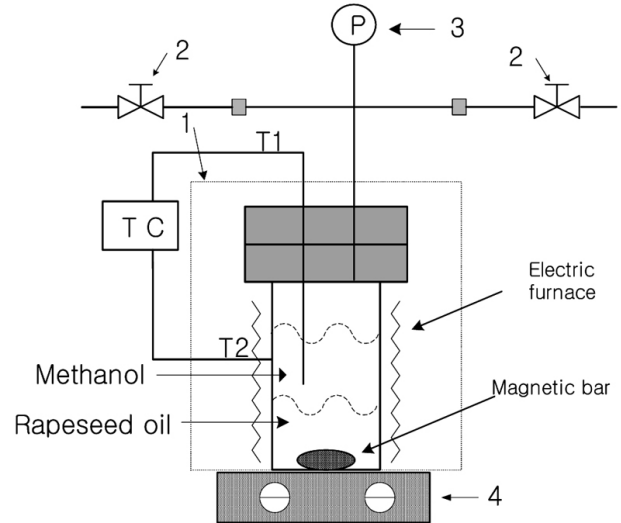 P
3
2
2
1
T1
T C
Electric
furnace
T2
Methanol
Magnetic bar
Rapeseed oil
4